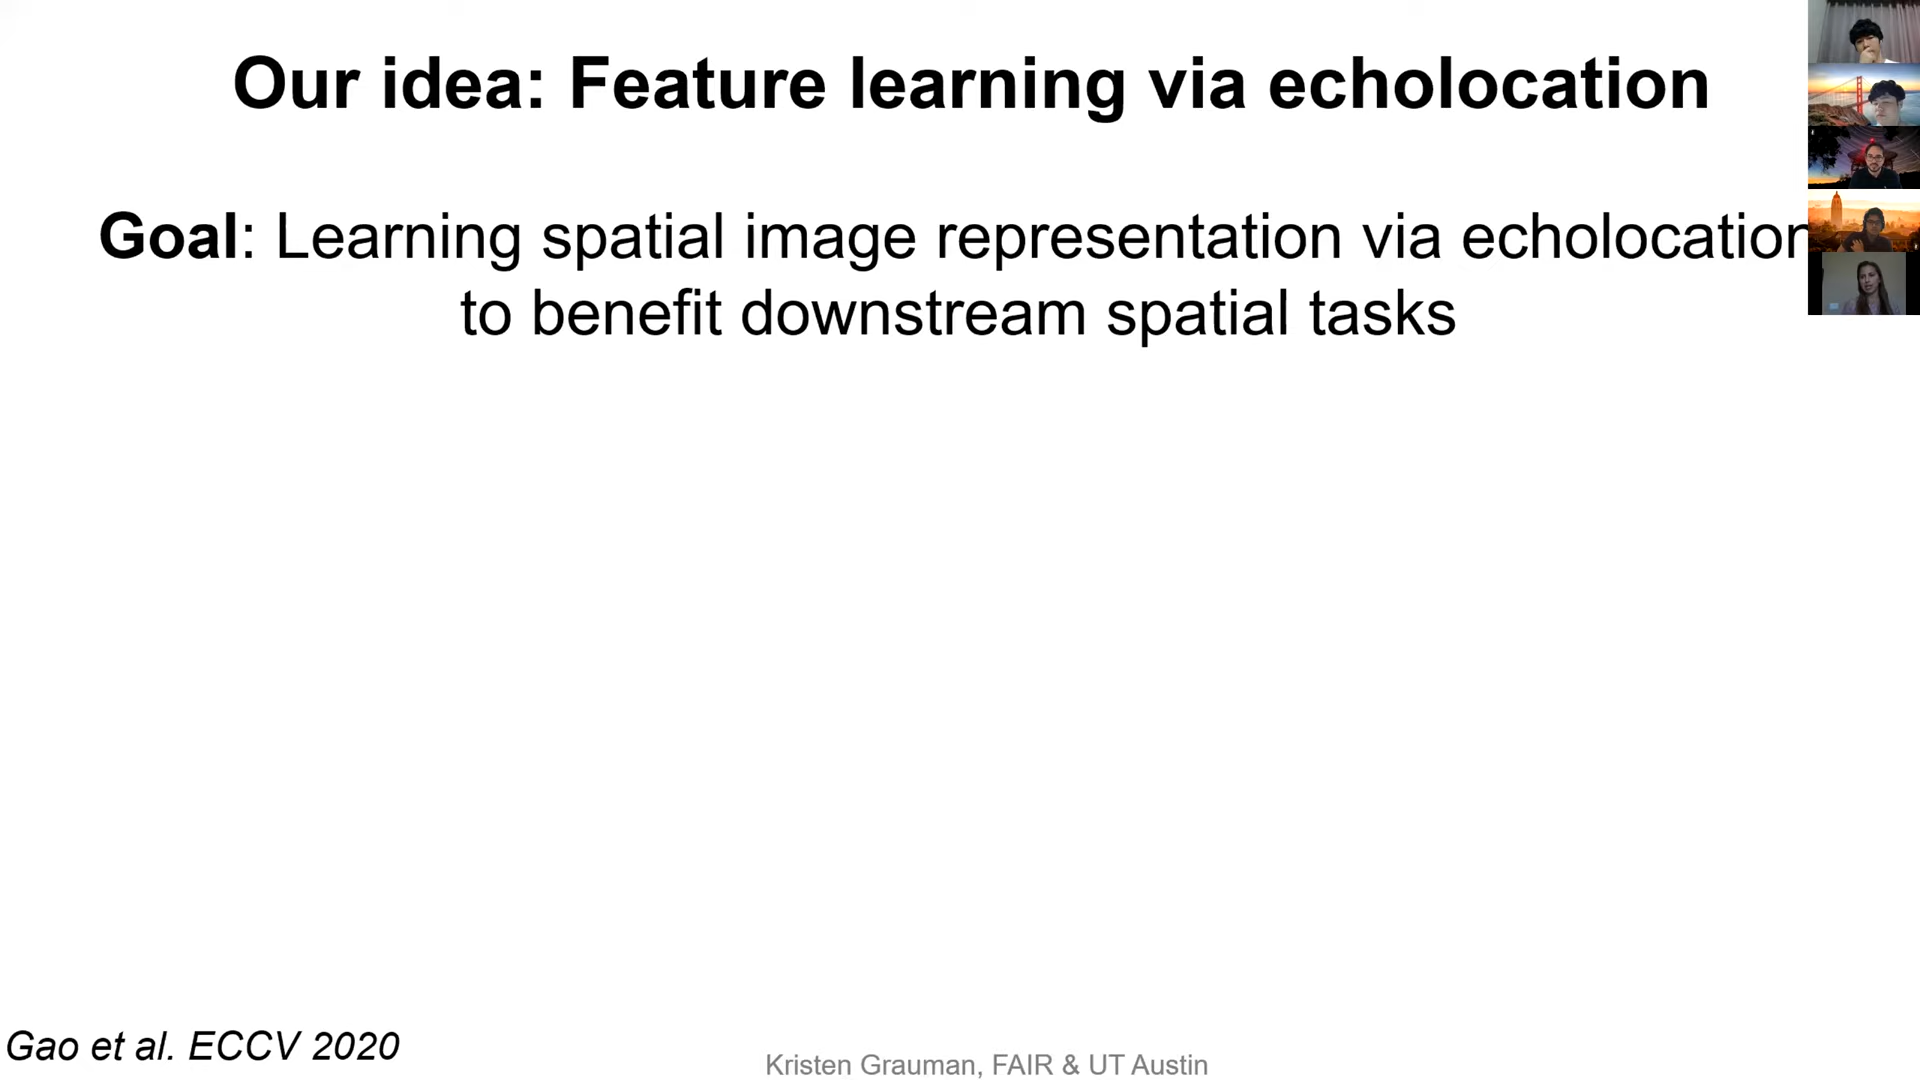 Our idea: Feature learning via echolocation
Goal: Learning spatial image representation via echolocation
to benefit downstream spatial tasks
Gao et al. ECCV 2020
Kristen Grauman, FAIR & UT Austin